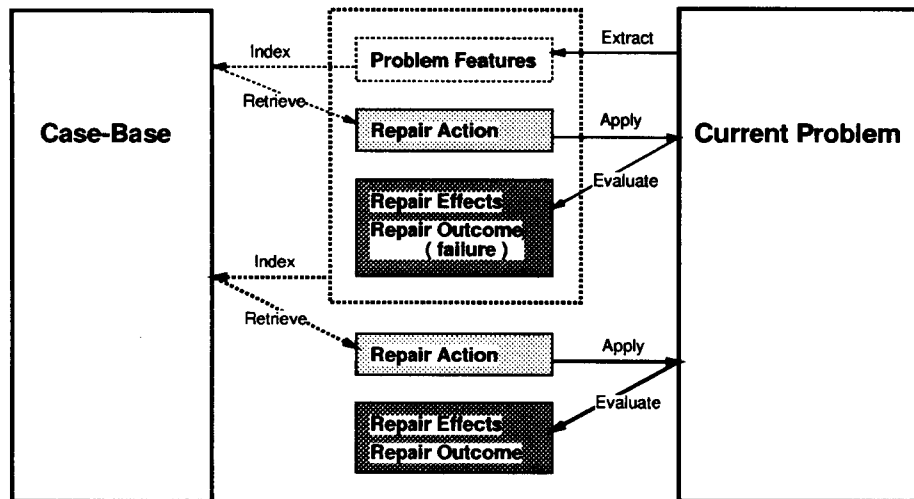 Extract
Index
Problem Features
Retrieve
Case-Base
Repair Action
Apply
Current Problem
Evaluate
Repair Effects
Repair Outcome
( failure )
Index
Retrieve
Repair Action
Apply
Evaluate
Repair Effects
Repair Outcome